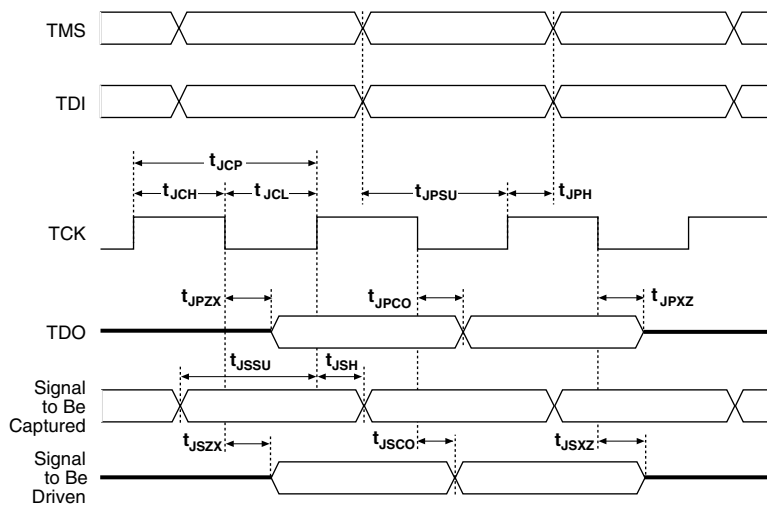 TMS
TDI
tJCP
tJCH
tJCL
tJPSU
tJPH
TCK
tJPZX
tJPCO
tJPXZ
TDO
tJSSU
tJSH
Signal
to Be
Captured
tJSZX
tJSCO
tJSXZ
Signal
to Be
Driven